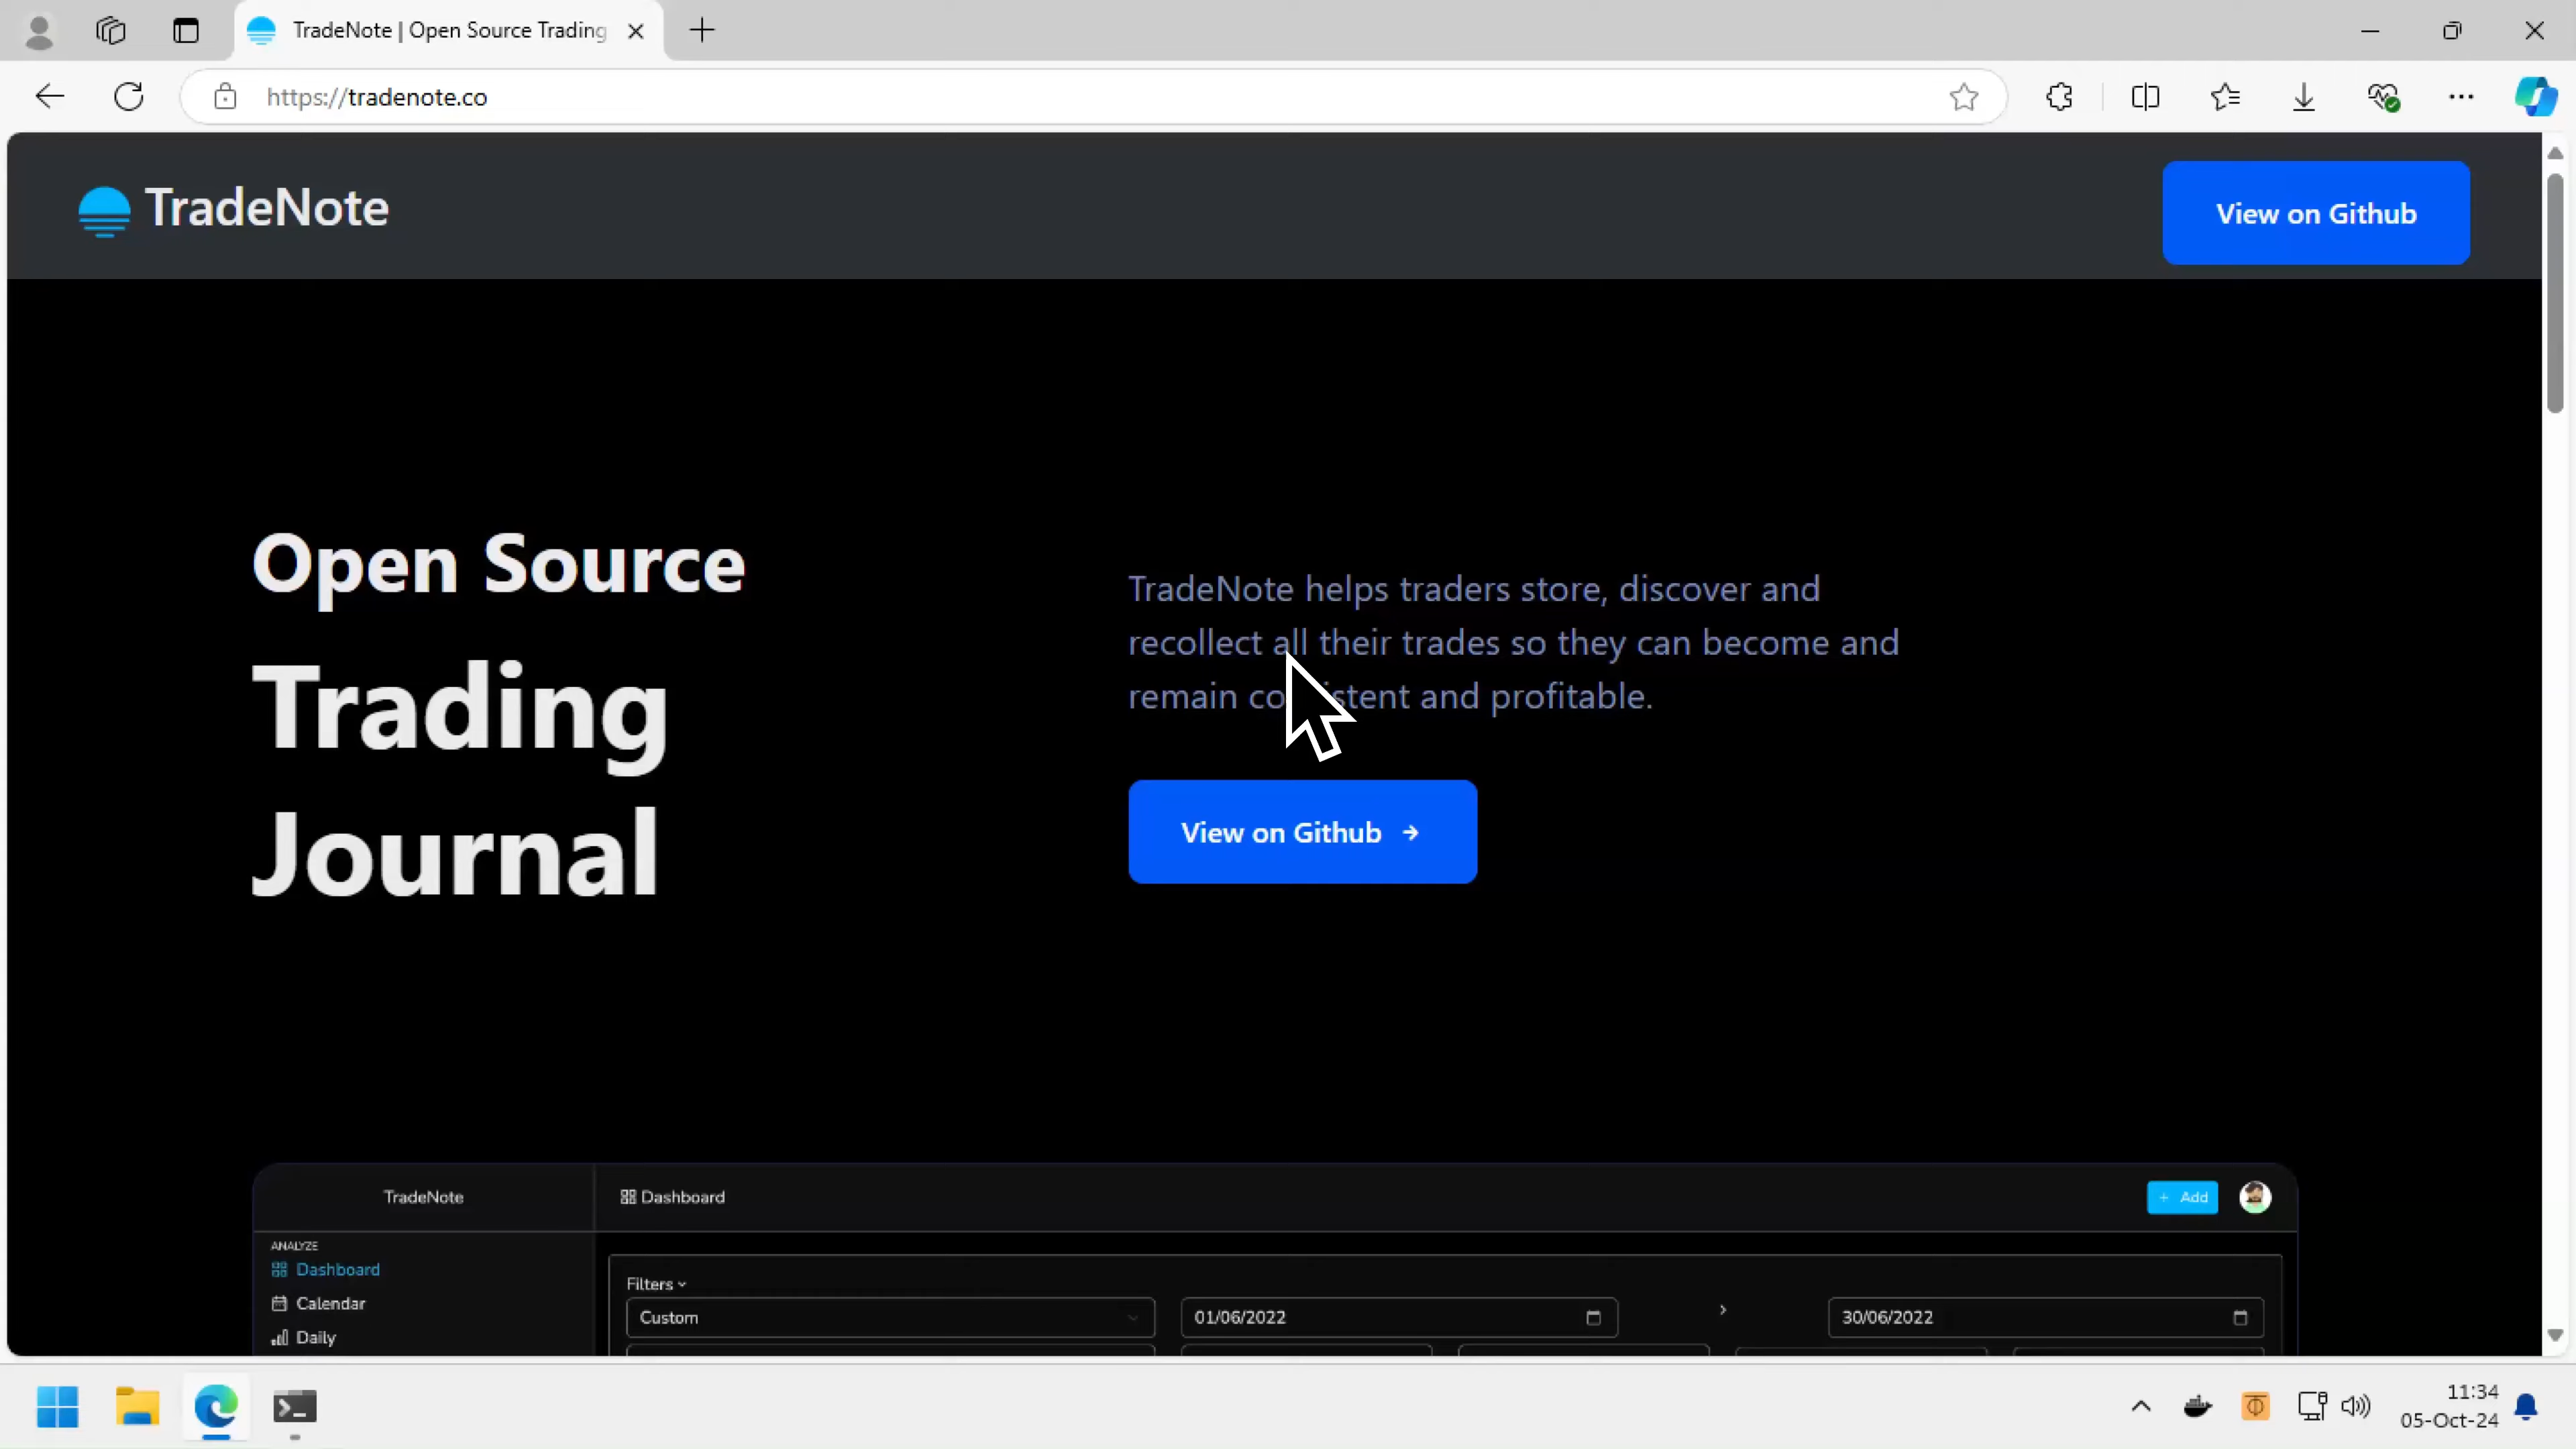 TradeNote | Open Source Trading
https://tradenote.co
TradeNote
View on Github
Open Source
Trading
Journal
TradeNote helps traders store, discover and
recollect all their trades so they can become and
remain consistent and profitable.
View on Github
TradeNote
Dashboard
+ Add
ANALYZE
Dashboard
Calendar
Daily
Filters
Custom
01/06/2022
30/06/2022
11:34
05-Oct-24